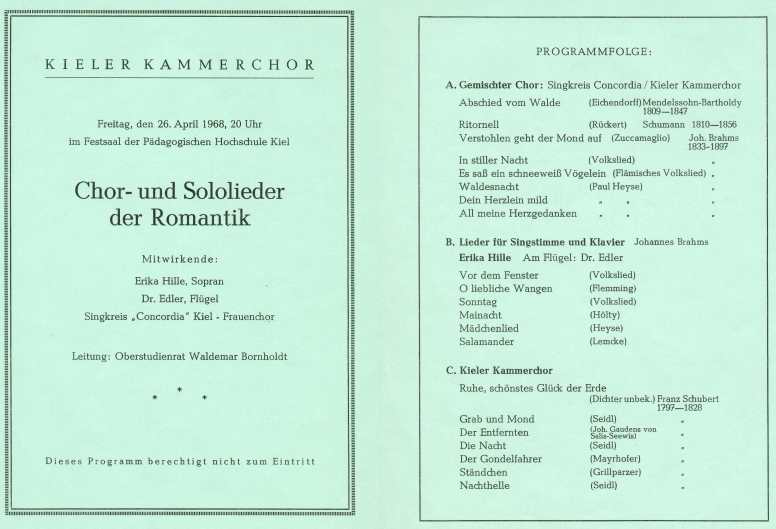 KIELER KAMMERCHOR
Freitag, den 26. April 1968, 20 Uhr
im Festsaal der Pädagogischen Hochschule Kiel
Chor- und Sololieder
der Romantik
Mitwirkende:
Erika Hille, Sopran
Dr. Edler, Flügel
Singkreis „Concordia" Kiel - Frauenchor
Leitung: Oberstudienrat Waldemar Bornholdt
*
* *
Dieses Programm berechtigt nicht zum Eintritt
PROGRAMMFOLGE:
A. Gemischter Chor: Singkreis Concordia / Kieler Kammerchor
Abschied vom Walde (Eichendorff) Mendelssohn-Bartholdy
1809—1847
Ritornell (Rückert) Schumann 1810—1856
Verstohlen geht der Mond auf (Zuccamaglio) Joh. Brahms
1833-1897
In stiller Nacht (Volkslied) „
Es saß ein schneeweiß Vögelein (Flämisches Volkslied) „
Waldesnacht (Paul Heyse) „
Dein Herzlein mild „ „ „
All meine Herzgedanken „ „ „
B. Lieder für Singstimme und Klavier Johannes Brahms
Erika Hille Am Flügel: Dr. Edler
Vor dem Fenster (Volkslied)
O liebliche Wangen (Flemming)
Sonntag (Volkslied)
Mainacht (Hölty)
Mädchenlied (Heyse)
Salamander (Lemcke)
C. Kieler Kammerchor
Ruhe, schönstes Glück der Erde
(Dichter unbek.) Franz Schubert
1797—1828
Grab und Mond (Seidl) „
Der Entfernten (Joh. Gaudens von Salis-Seewis) „
Die Nacht (Seidl) „
Der Gondelfahrer (Mayrhofer) „
Ständchen (Grillparzer) „
Nachthelle (Seidl) „